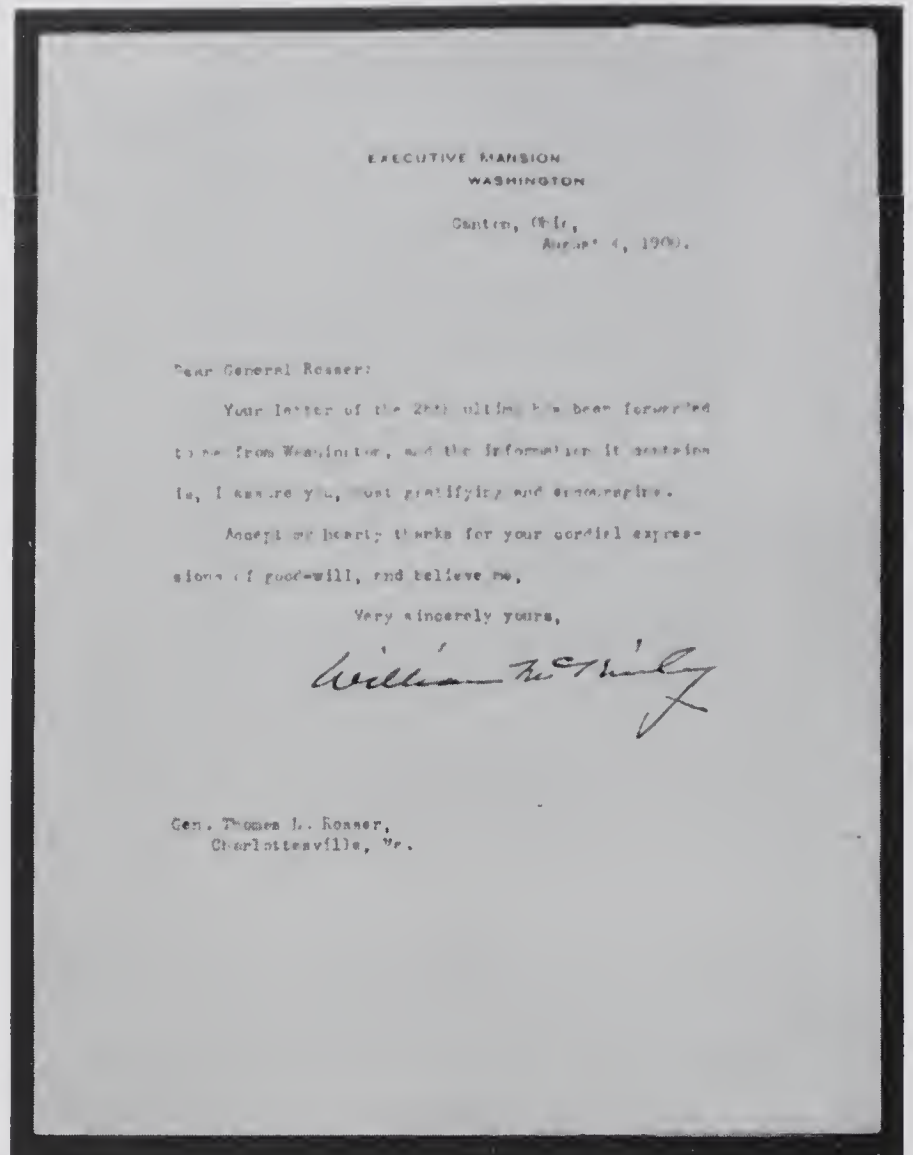 EXECUTIVE MANSION
WASHINGTON
Canton, Ohio,
August 4, 1900.
Dear General Rosser:
Your letter of the ultimo has been forwarded
to me from Washington, and the information it contains
is, I assure you, most gratifying and encouraging.
Accept my hearty thanks for your cordial expres-
sions of good-will, and believe me,
Very sincerely yours,
William McKinley
Gen. Thomas L. Rosser,
Charlottesville, Va.